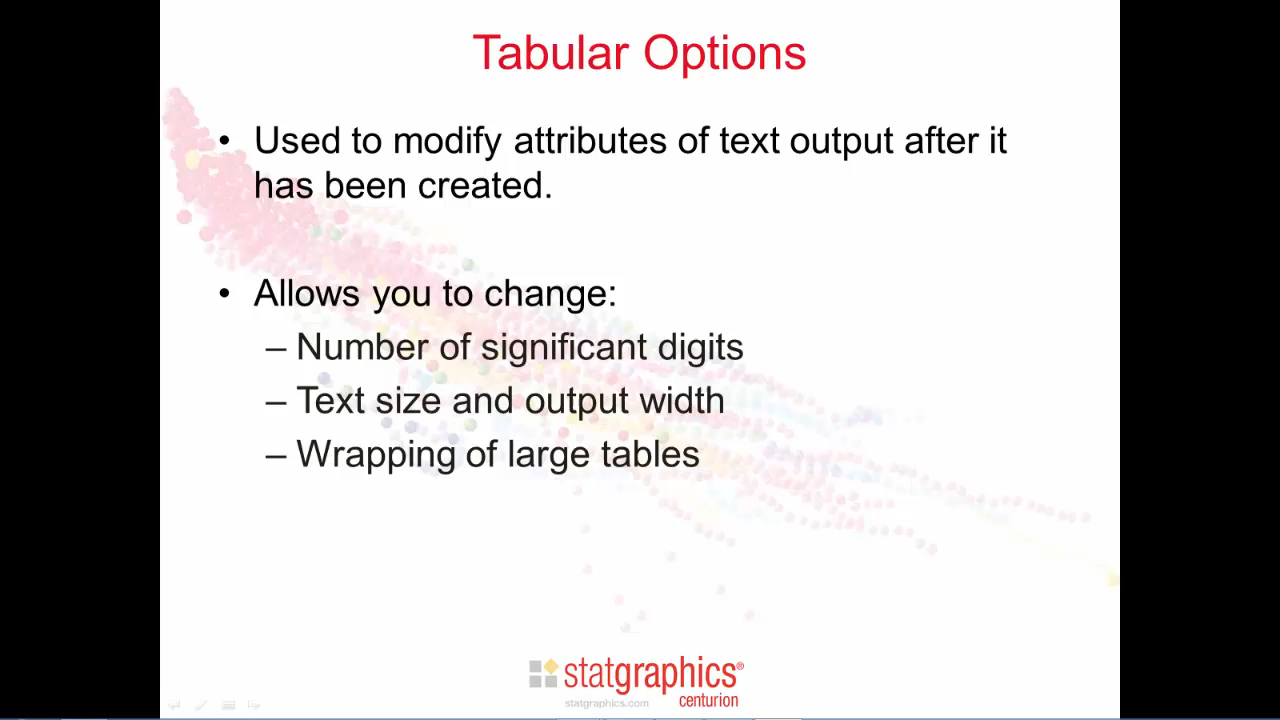 Tabular Options
• Used to modify attributes of text output after it
has been created.
• Allows you to change:
– Number of significant digits
– Text size and output width
– Wrapping of large tables
statgraphics®
centurion
statgraphics.com